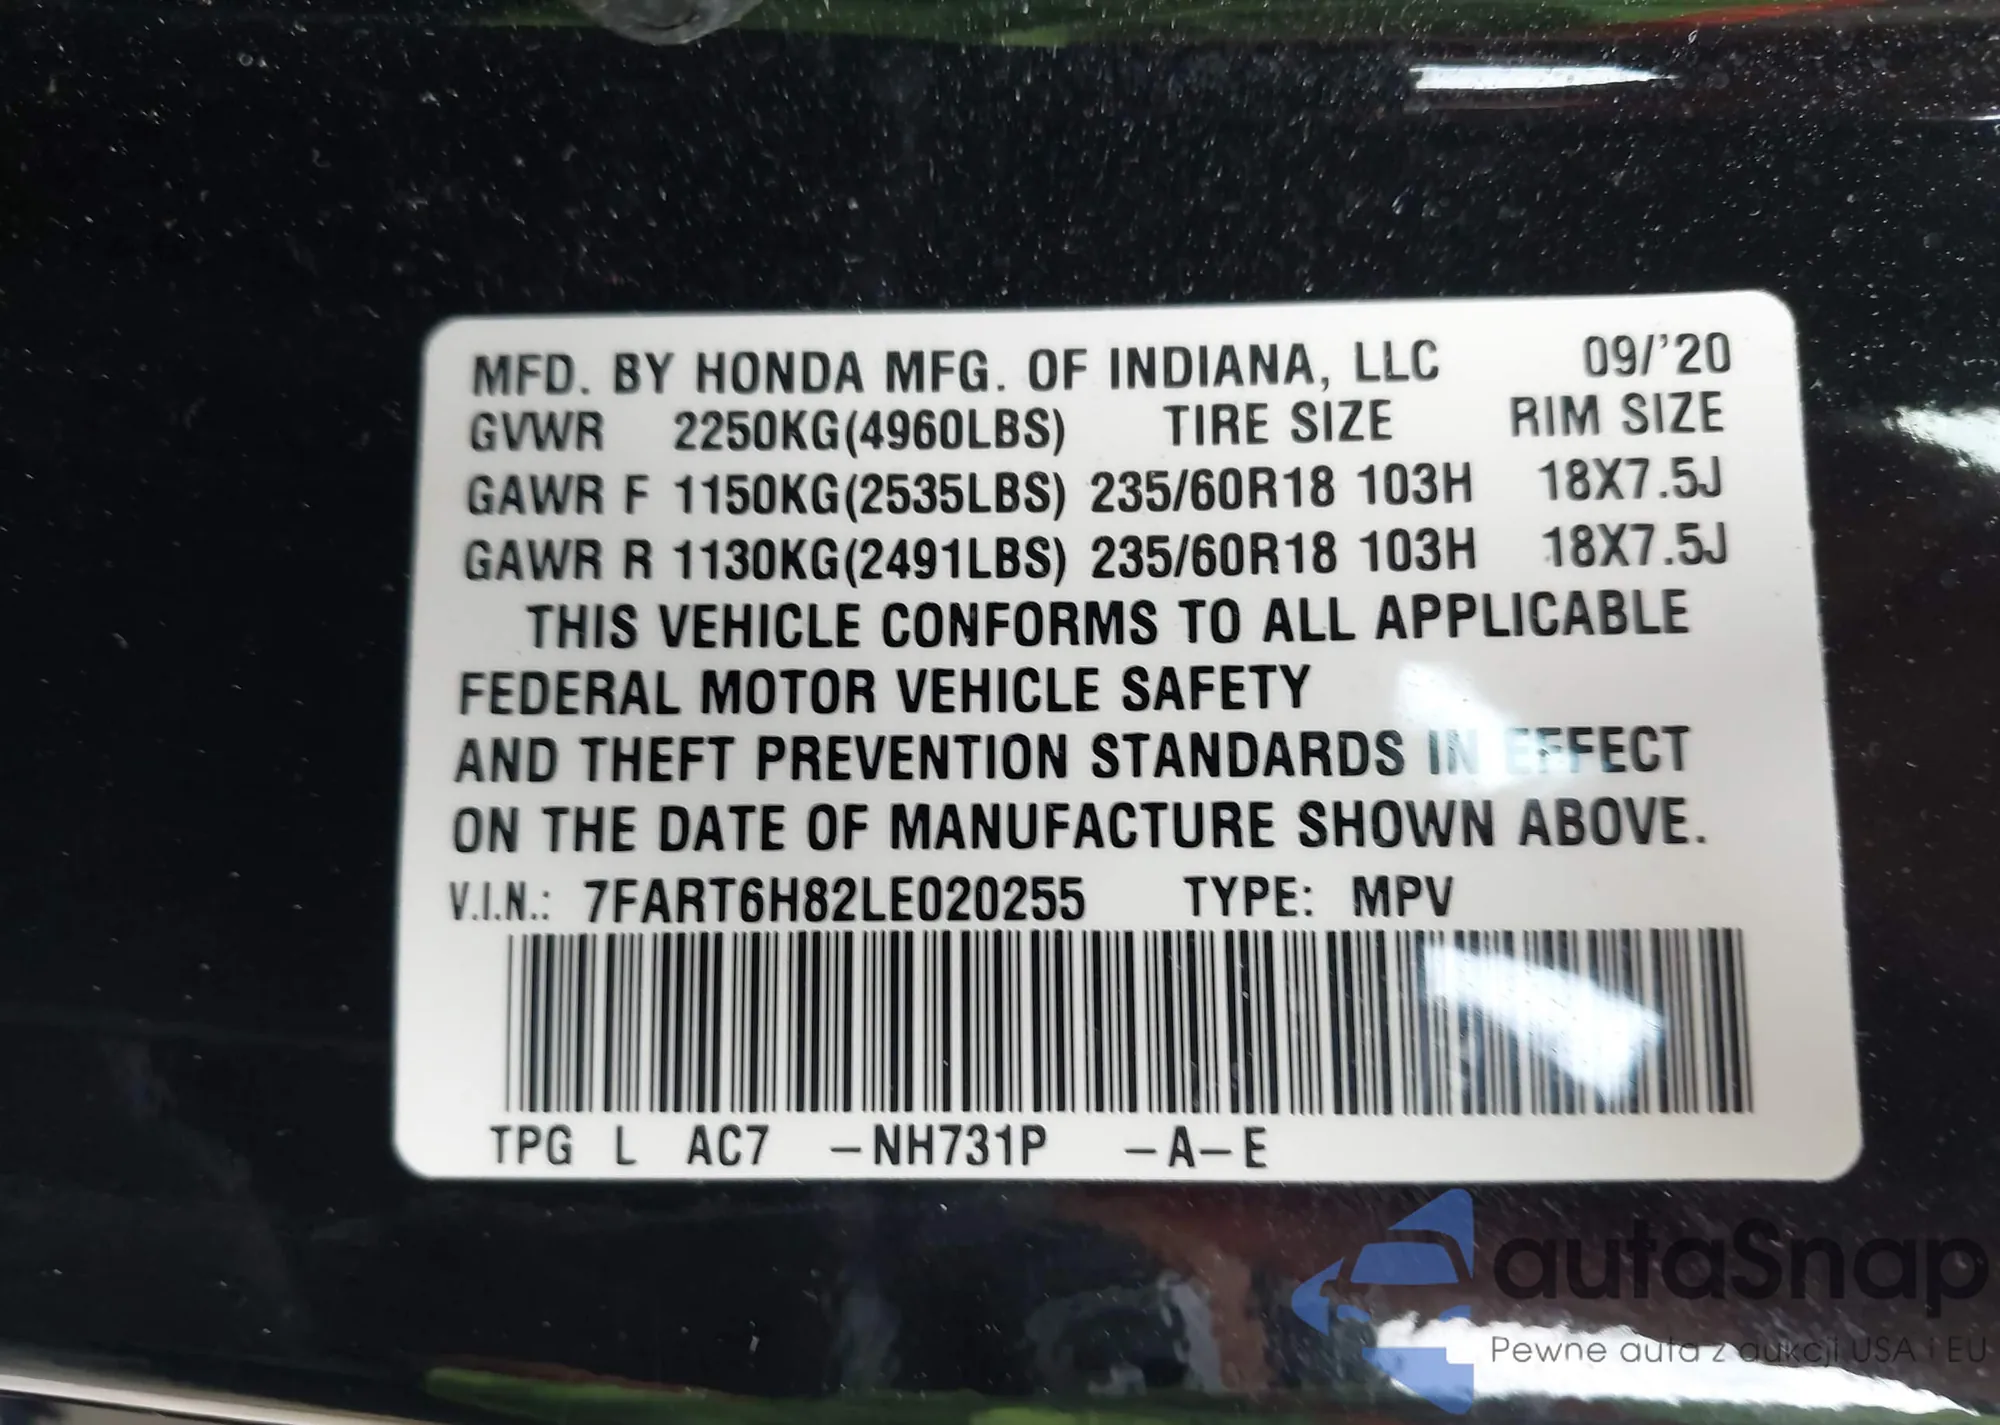 MFD. BY HONDA MFG. OF INDIANA, LLC 09/'20
GVWR 2250KG(4960LBS) TIRE SIZE RIM SIZE
GAWR F 1150KG(2535LBS) 235/60R18 103H 18X7.5J
GAWR R 1130KG(2491LBS) 235/60R18 103H 18X7.5J
THIS VEHICLE CONFORMS TO ALL APPLICABLE
FEDERAL MOTOR VEHICLE SAFETY
AND THEFT PREVENTION STANDARDS IN EFFECT
ON THE DATE OF MANUFACTURE SHOWN ABOVE.
V.I.N.: 7FART6H82LE020255 TYPE: MPV
TPG L AC7 –NH731P –A–E
autaSnap
Pewne auta z aukcji USA i EU